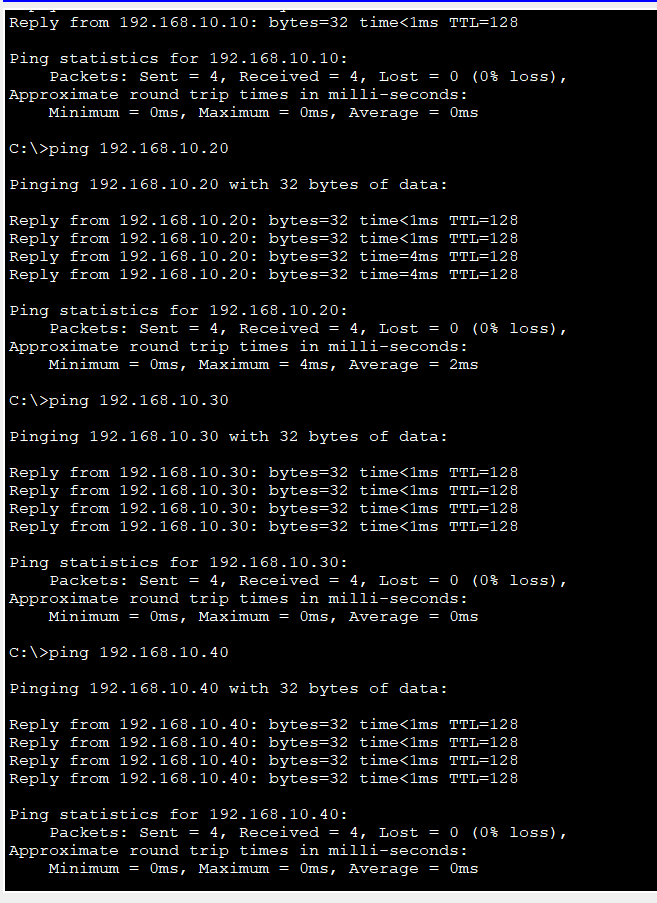 Reply from 192.168.10.10: bytes=32 time<1ms TTL=128
Ping statistics for 192.168.10.10:
    Packets: Sent = 4, Received = 4, Lost = 0 (0% loss),
Approximate round trip times in milli-seconds:
    Minimum = 0ms, Maximum = 0ms, Average = 0ms
C:\>ping 192.168.10.20
Pinging 192.168.10.20 with 32 bytes of data:
Reply from 192.168.10.20: bytes=32 time<1ms TTL=128
Reply from 192.168.10.20: bytes=32 time<1ms TTL=128
Reply from 192.168.10.20: bytes=32 time=4ms TTL=128
Reply from 192.168.10.20: bytes=32 time=4ms TTL=128
Ping statistics for 192.168.10.20:
    Packets: Sent = 4, Received = 4, Lost = 0 (0% loss),
Approximate round trip times in milli-seconds:
    Minimum = 0ms, Maximum = 4ms, Average = 2ms
C:\>ping 192.168.10.30
Pinging 192.168.10.30 with 32 bytes of data:
Reply from 192.168.10.30: bytes=32 time<1ms TTL=128
Reply from 192.168.10.30: bytes=32 time<1ms TTL=128
Reply from 192.168.10.30: bytes=32 time<1ms TTL=128
Reply from 192.168.10.30: bytes=32 time<1ms TTL=128
Ping statistics for 192.168.10.30:
    Packets: Sent = 4, Received = 4, Lost = 0 (0% loss),
Approximate round trip times in milli-seconds:
    Minimum = 0ms, Maximum = 0ms, Average = 0ms
C:\>ping 192.168.10.40
Pinging 192.168.10.40 with 32 bytes of data:
Reply from 192.168.10.40: bytes=32 time<1ms TTL=128
Reply from 192.168.10.40: bytes=32 time<1ms TTL=128
Reply from 192.168.10.40: bytes=32 time<1ms TTL=128
Reply from 192.168.10.40: bytes=32 time<1ms TTL=128
Ping statistics for 192.168.10.40:
    Packets: Sent = 4, Received = 4, Lost = 0 (0% loss),
Approximate round trip times in milli-seconds:
    Minimum = 0ms, Maximum = 0ms, Average = 0ms